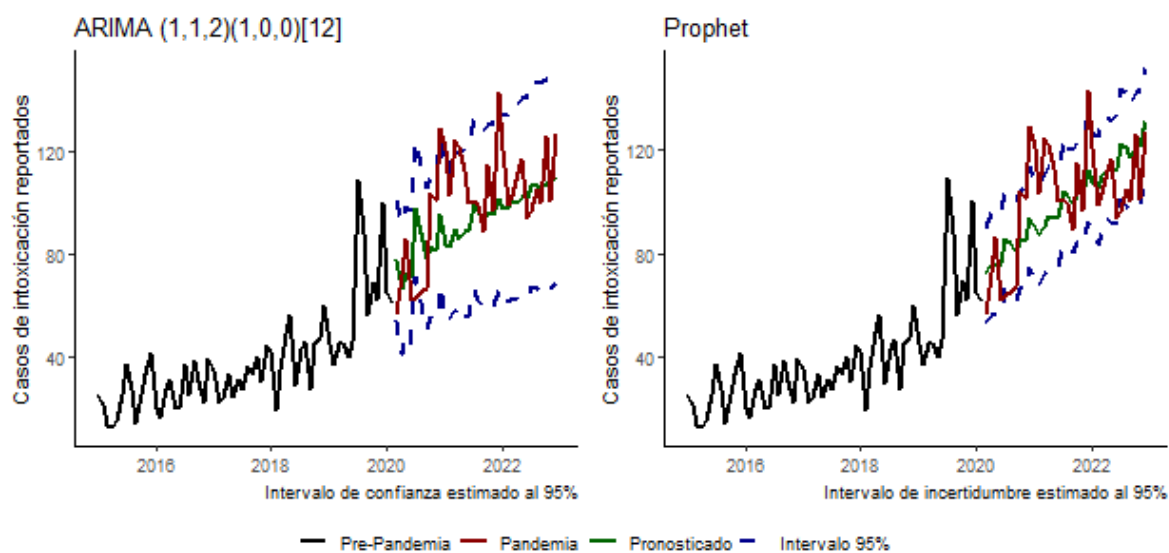 ARIMA (1,1,2)(1,0,0)[12]
Casos de intoxicación reportados
120
80
40
2016 2018 2020 2022
Intervalo de confianza estimado al 95%
Prophet
Casos de intoxicación reportados
120
80
40
2016 2018 2020 2022
Intervalo de incertidumbre estimado al 95%
Pre-Pandemia Pandemia Pronosticado Intervalo 95%